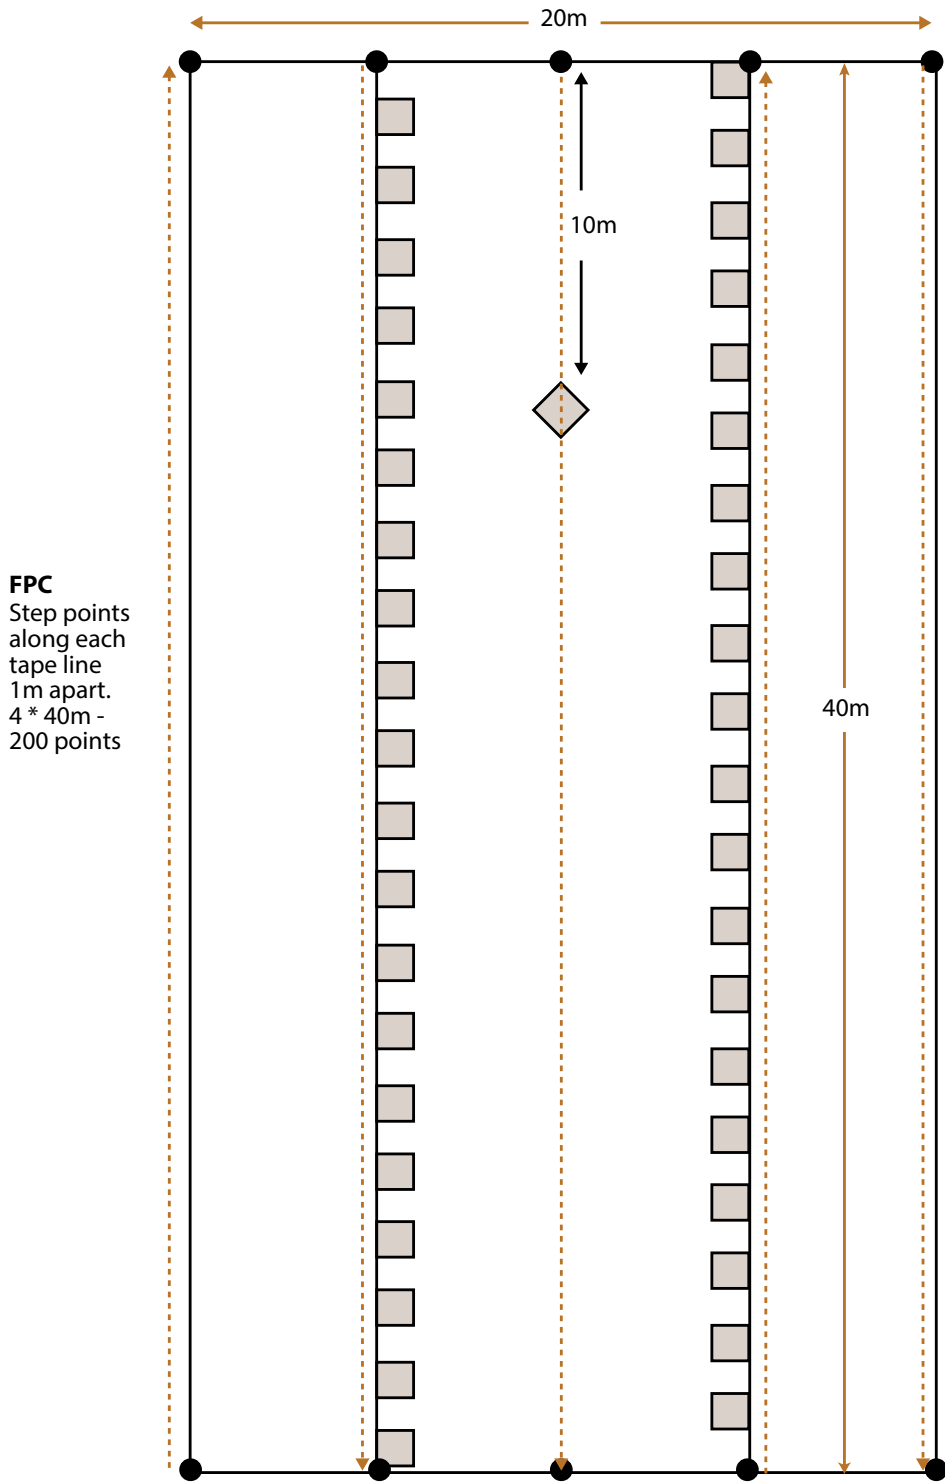 20m
10m
FPC
Step points
along each
tape line
1m apart.
4 * 40m -
200 points
40m